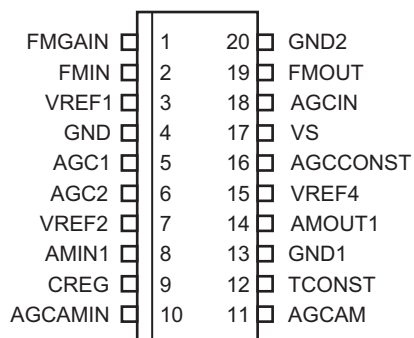 FMGAIN 1 20 GND2
FMIN 2 19 FMOUT
VREF1 3 18 AGCIN
GND 4 17 VS
AGC1 5 16 AGCCONST
AGC2 6 15 VREF4
VREF2 7 14 AMOUT1
AMIN1 8 13 GND1
CREG 9 12 TCONST
AGCAMIN 10 11 AGCAM